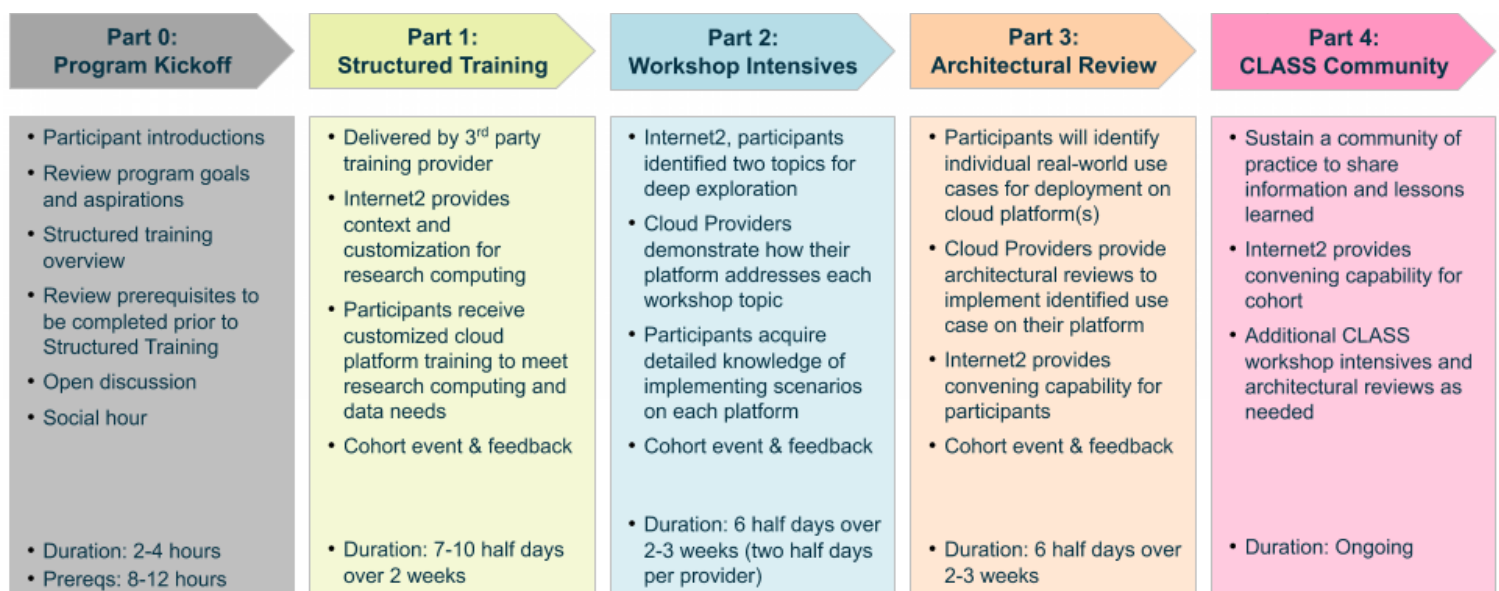 Part 0:
Program Kickoff
• Participant introductions
• Review program goals
and aspirations
• Structured training
overview
• Review prerequisites to
be completed prior to
Structured Training
• Open discussion
• Social hour
• Duration: 2-4 hours
• Prereqs: 8-12 hours
Part 1:
Structured Training
• Delivered by 3rd party
training provider
• Internet2 provides
context and
customization for
research computing
• Participants receive
customized cloud
platform training to meet
research computing and
data needs
• Cohort event & feedback
• Duration: 7-10 half days
over 2 weeks
Part 2:
Workshop Intensives
• Internet2, participants
identified two topics for
deep exploration
• Cloud Providers
demonstrate how their
platform addresses each
workshop topic
• Participants acquire
detailed knowledge of
implementing scenarios
on each platform
• Cohort event & feedback
• Duration: 6 half days over
2-3 weeks (two half days
per provider)
Part 3:
Architectural Review
• Participants will identify
individual real-world use
cases for deployment on
cloud platform(s)
• Cloud Providers provide
architectural reviews to
implement identified use
case on their platform
• Internet2 provides
convening capability for
participants
• Cohort event & feedback
• Duration: 6 half days over
2-3 weeks
Part 4:
CLASS Community
• Sustain a community of
practice to share
information and lessons
learned
• Internet2 provides
convening capability for
cohort
• Additional CLASS
workshop intensives and
architectural reviews as
needed
• Duration: Ongoing